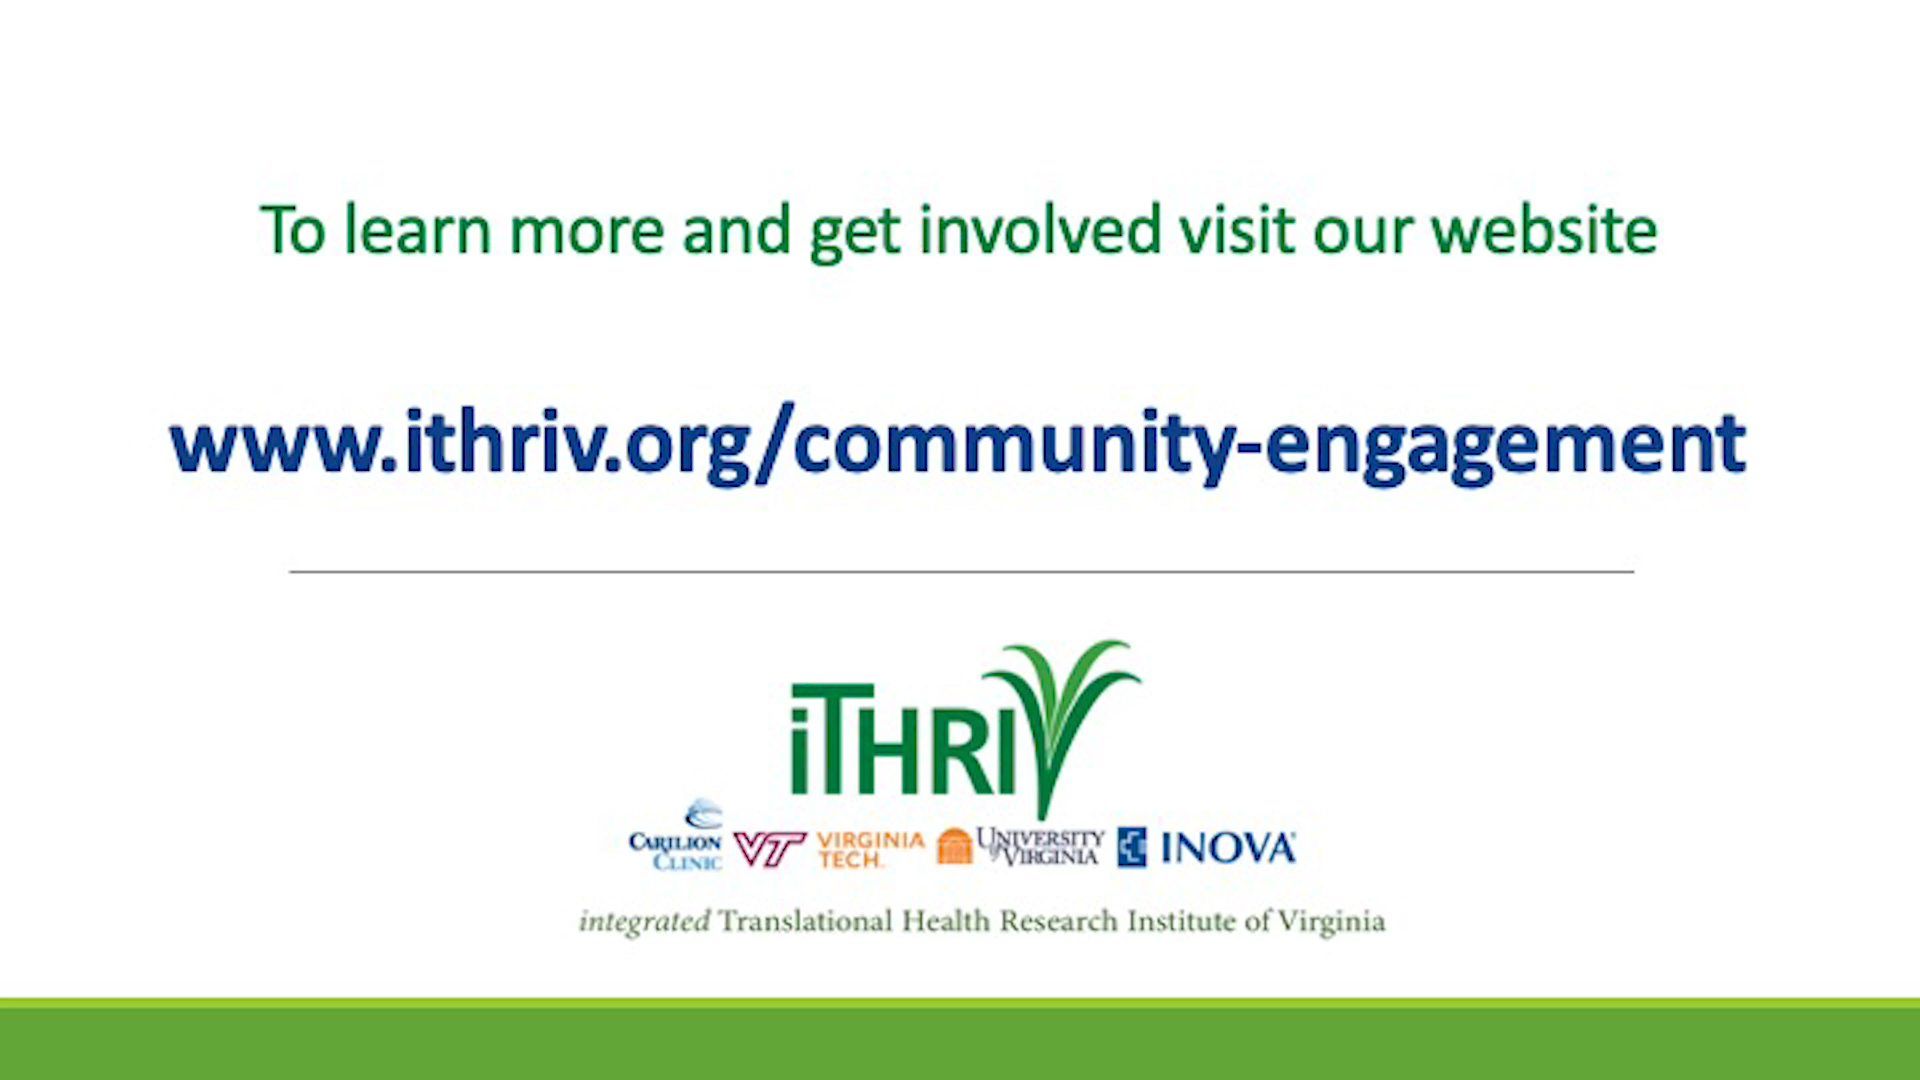 To learn more and get involved visit our website
www.ithriv.org/community-engagement
iTHRIV
CARILION CLINIC VT VIRGINIA TECH. UNIVERSITY of VIRGINIA INOVA
integrated Translational Health Research Institute of Virginia